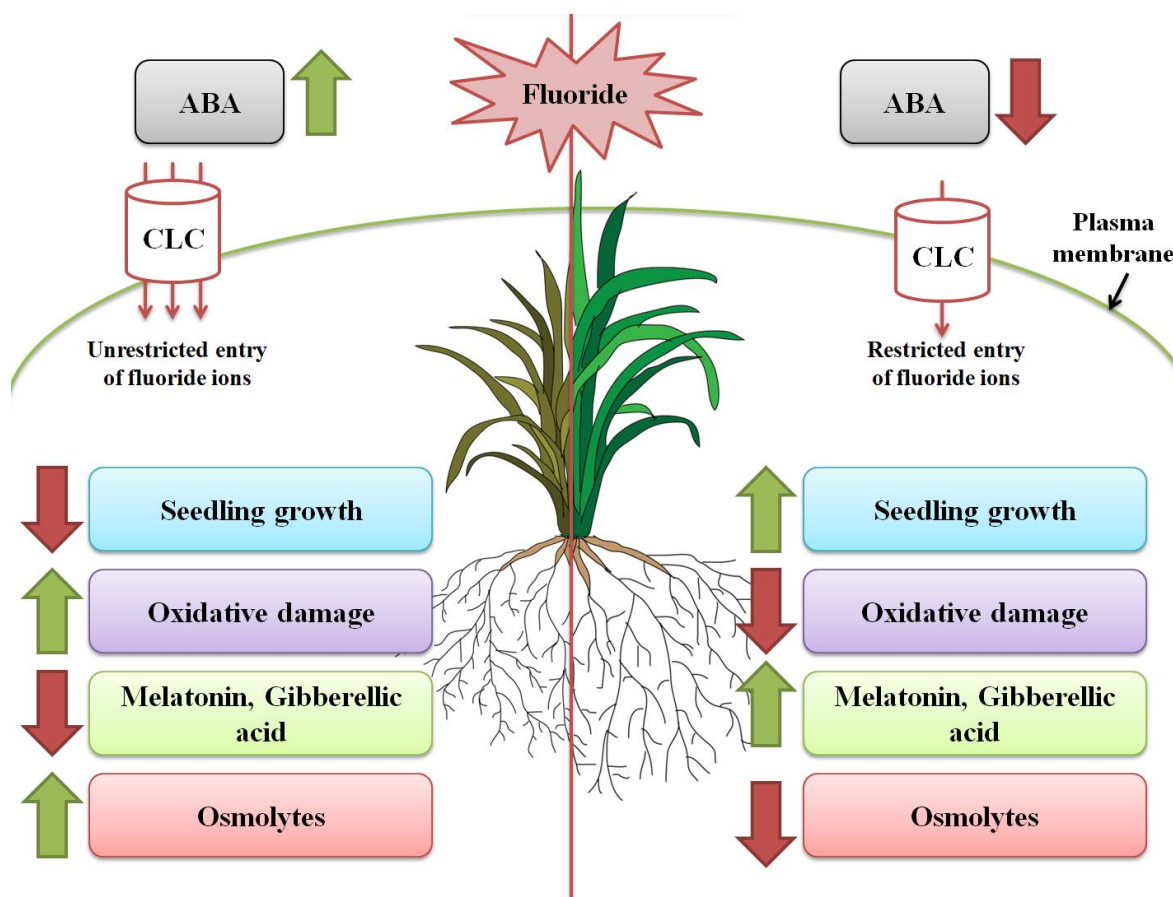 Fluoride
ABA
CLC
Unrestricted entry
of fluoride ions
Seedling growth
Oxidative damage
Melatonin, Gibberellic
acid
Osmolytes
ABA
CLC
Plasma
membrane
Restricted entry
of fluoride ions
Seedling growth
Oxidative damage
Melatonin, Gibberellic
acid
Osmolytes